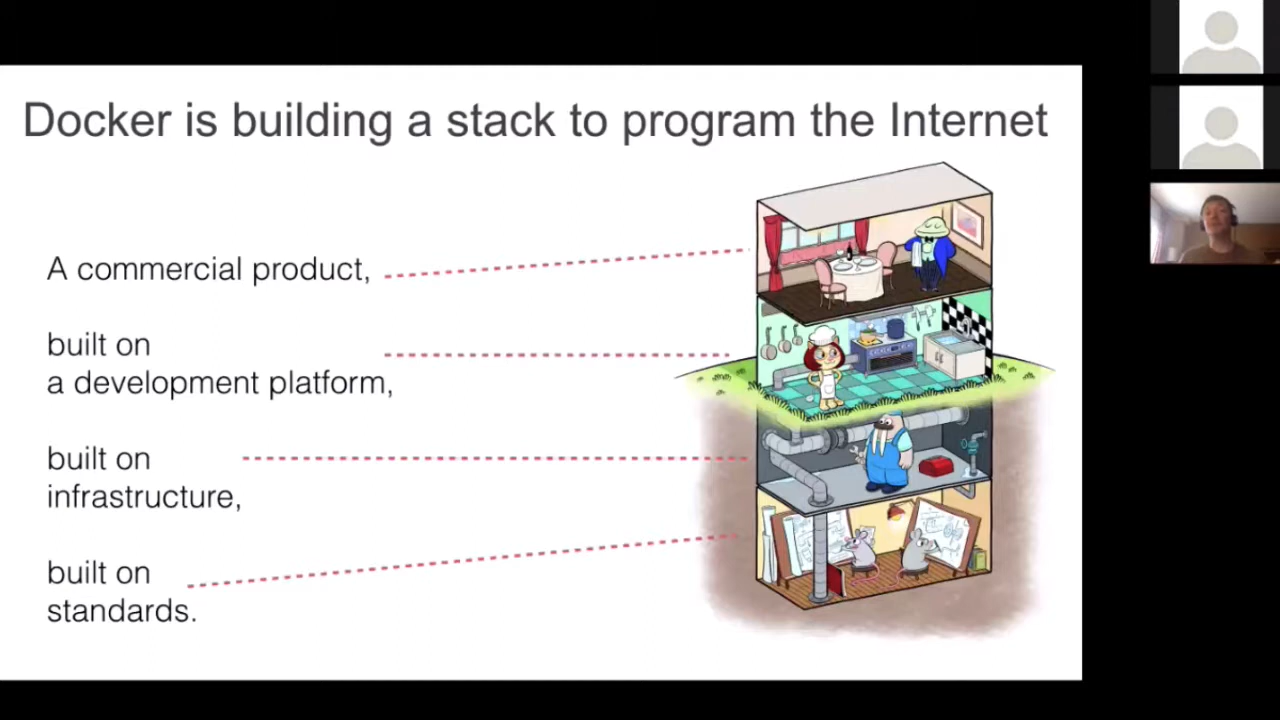 Docker is building a stack to program the Internet
A commercial product,
built on
a development platform,
built on
infrastructure,
built on
standards.